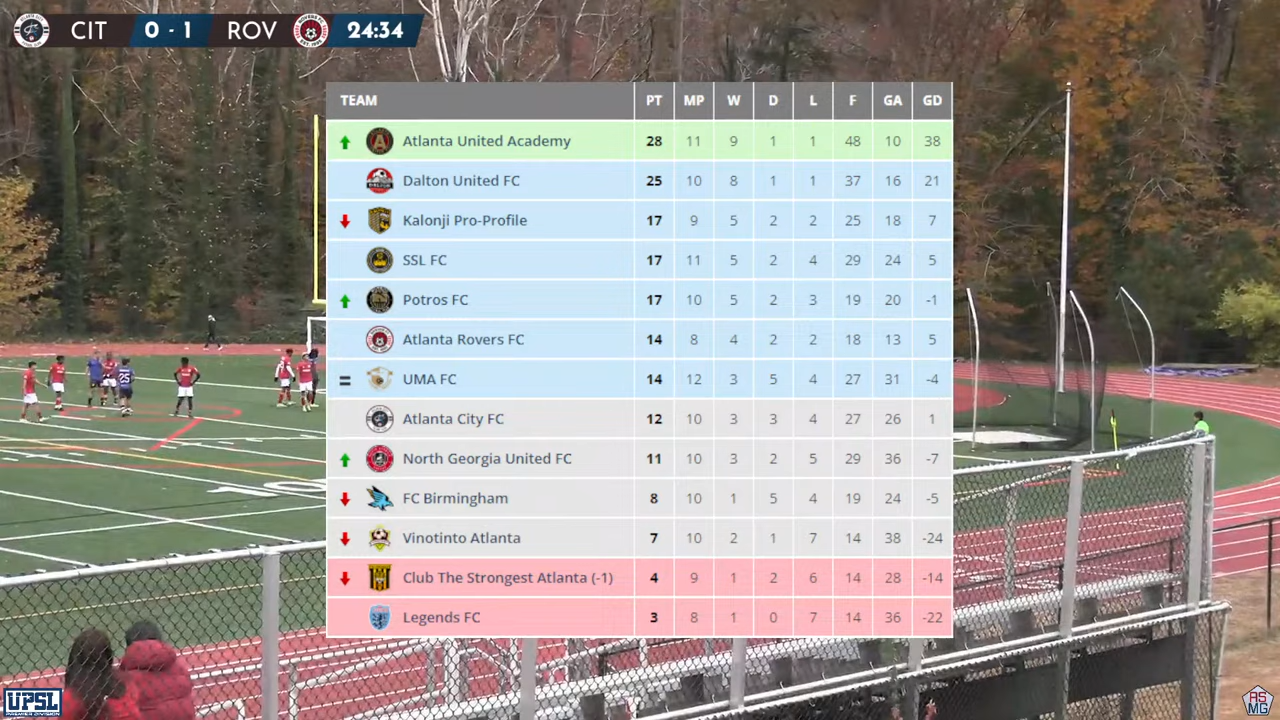 CIT 0 - 1 ROV 24:34
TEAM PT MP W D L F GA GD
Atlanta United Academy 28 11 9 1 1 48 10 38
Dalton United FC 25 10 8 1 1 37 16 21
Kalonji Pro-Profile 17 9 5 2 2 25 18 7
SSL FC 17 11 5 2 4 29 24 5
Potros FC 17 10 5 2 3 19 20 -1
Atlanta Rovers FC 14 8 4 2 2 18 13 5
= UMA FC 14 12 3 5 4 27 31 -4
Atlanta City FC 12 10 3 3 4 27 26 1
North Georgia United FC 11 10 3 2 5 29 36 -7
FC Birmingham 8 10 1 5 4 19 24 -5
Vinotinto Atlanta 7 10 2 1 7 14 38 -24
Club The Strongest Atlanta (-1) 4 9 1 2 6 14 28 -14
Legends FC 3 8 1 0 7 14 36 -22
25
10
UPSL
PREMIER DIVISION
AS
MG